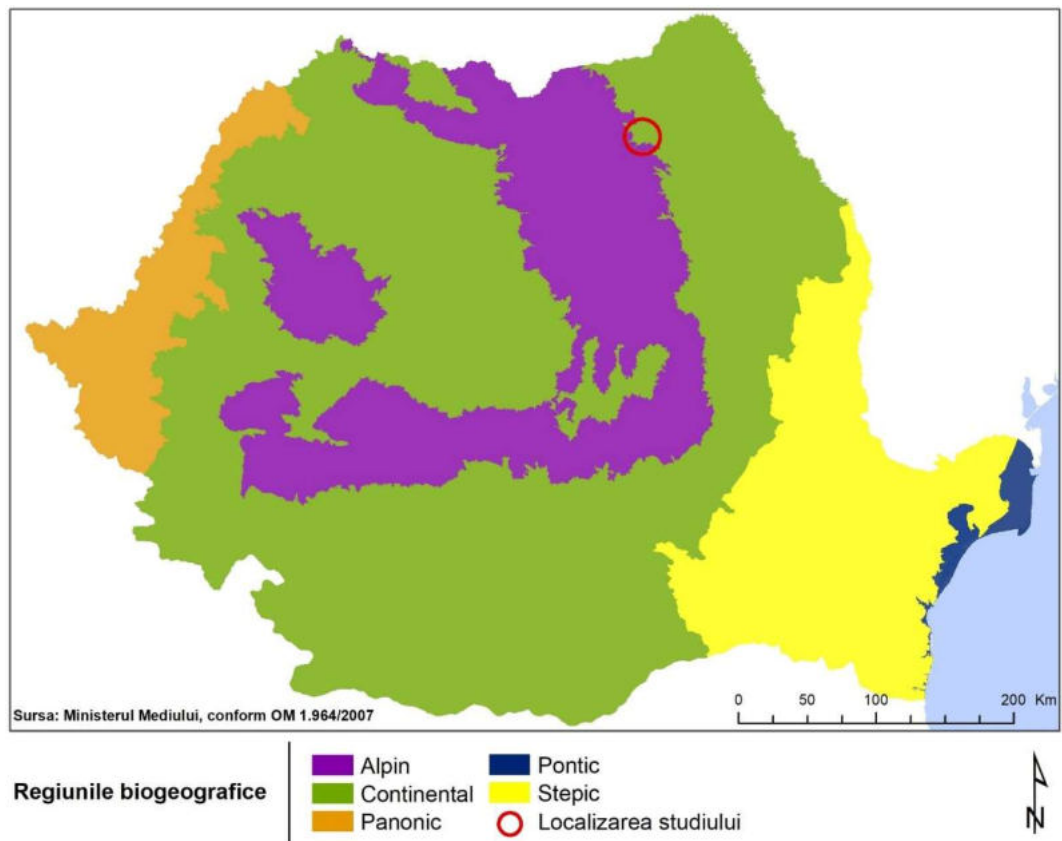 Sursa: Ministerul Mediului, conform OM 1.964/2007
0 50 100 200 Km
Regiunile biogeografice
Alpin
Continental
Panonic
Pontic
Stepic
Localizarea studiului
N